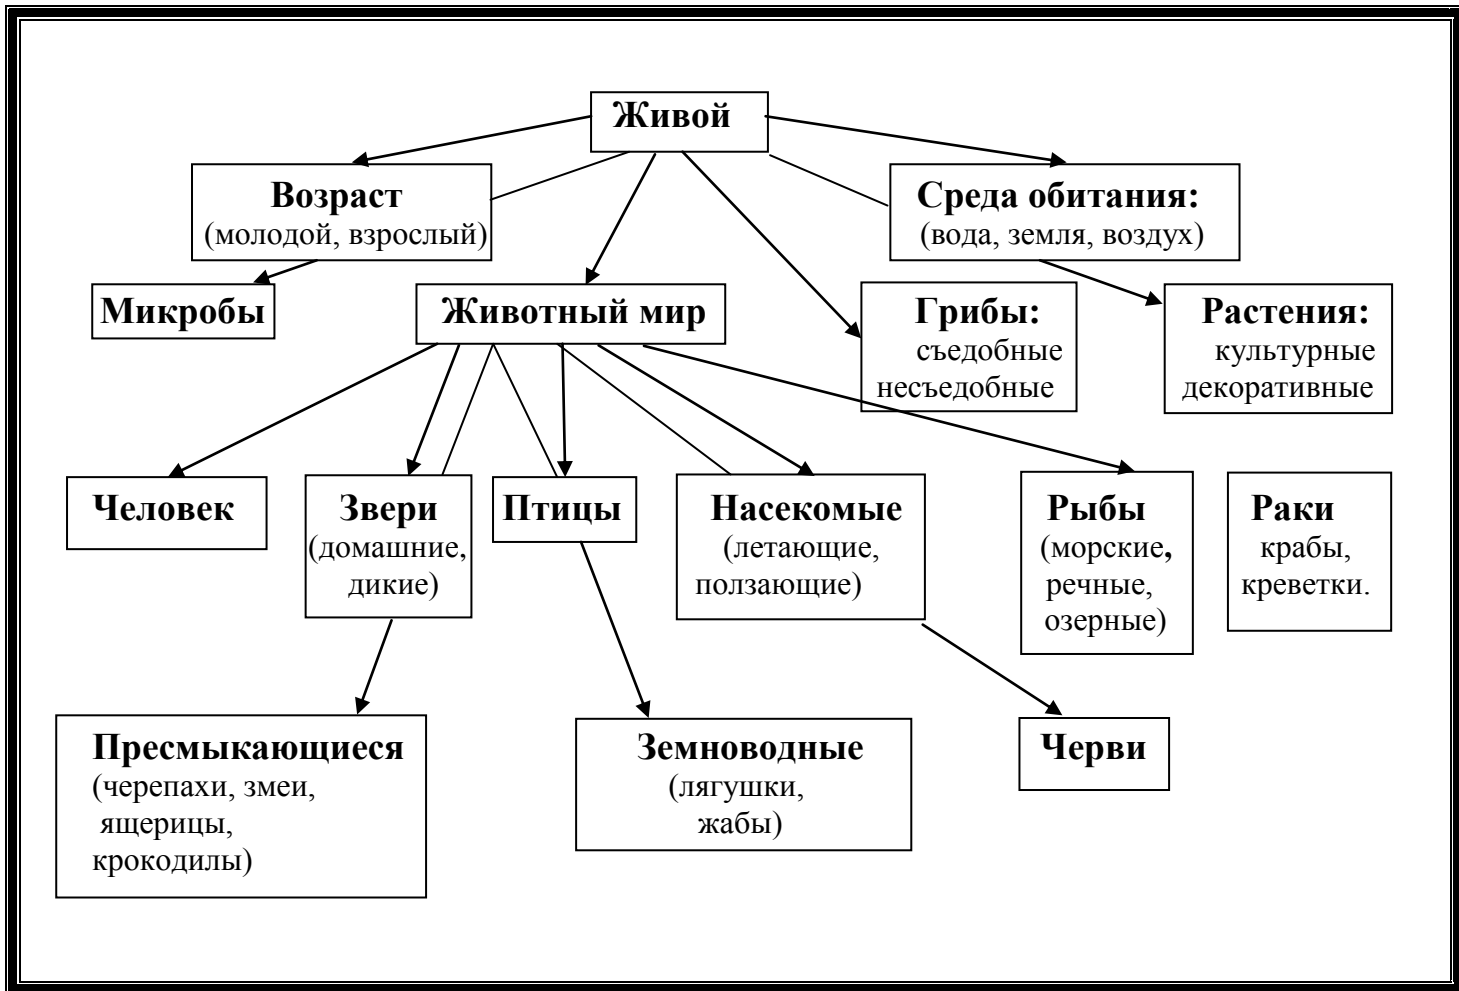 Живой
Возраст
(молодой, взрослый)
Среда обитания:
(вода, земля, воздух)
Микробы
Животный мир
Грибы:
съедобные
несъедобные
Растения:
культурные
декоративные
Человек
Звери
(домашние,
дикие)
Птицы
Насекомые
(летающие,
ползающие)
Рыбы
(морские,
речные,
озерные)
Раки
крабы,
креветки.
Пресмыкающиеся
(черепахи, змеи,
ящерицы,
крокодилы)
Земноводные
(лягушки,
жабы)
Черви